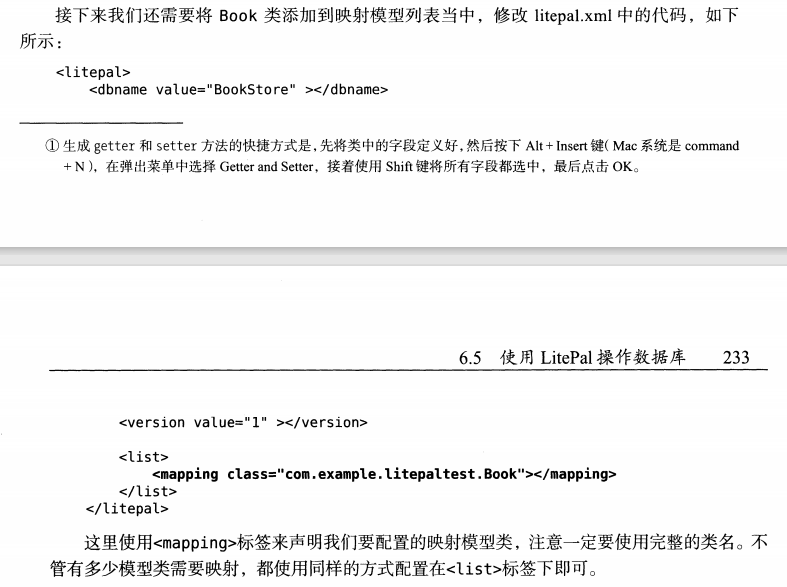 接下来我们还需要将 Book 类添加到映射模型列表当中，修改 litepal.xml 中的代码，如下
所示：
<litepal>
<dbname value="BookStore" ></dbname>
① 生成 getter 和 setter 方法的快捷方式是，先将类中的字段定义好，然后按下 Alt + Insert 键（Mac 系统是 command
+ N），在弹出菜单中选择 Getter and Setter，接着使用 Shift 键将所有字段都选中，最后点击 OK。
6.5 使用 LitePal 操作数据库 233
<version value="1" ></version>
<list>
<mapping class="com.example.litepaltest.Book"></mapping>
</list>
</litepal>
这里使用<mapping>标签来声明我们要配置的映射模型类，注意一定要使用完整的类名。不
管有多少模型类需要映射，都使用同样的方式配置在<list>标签下即可。